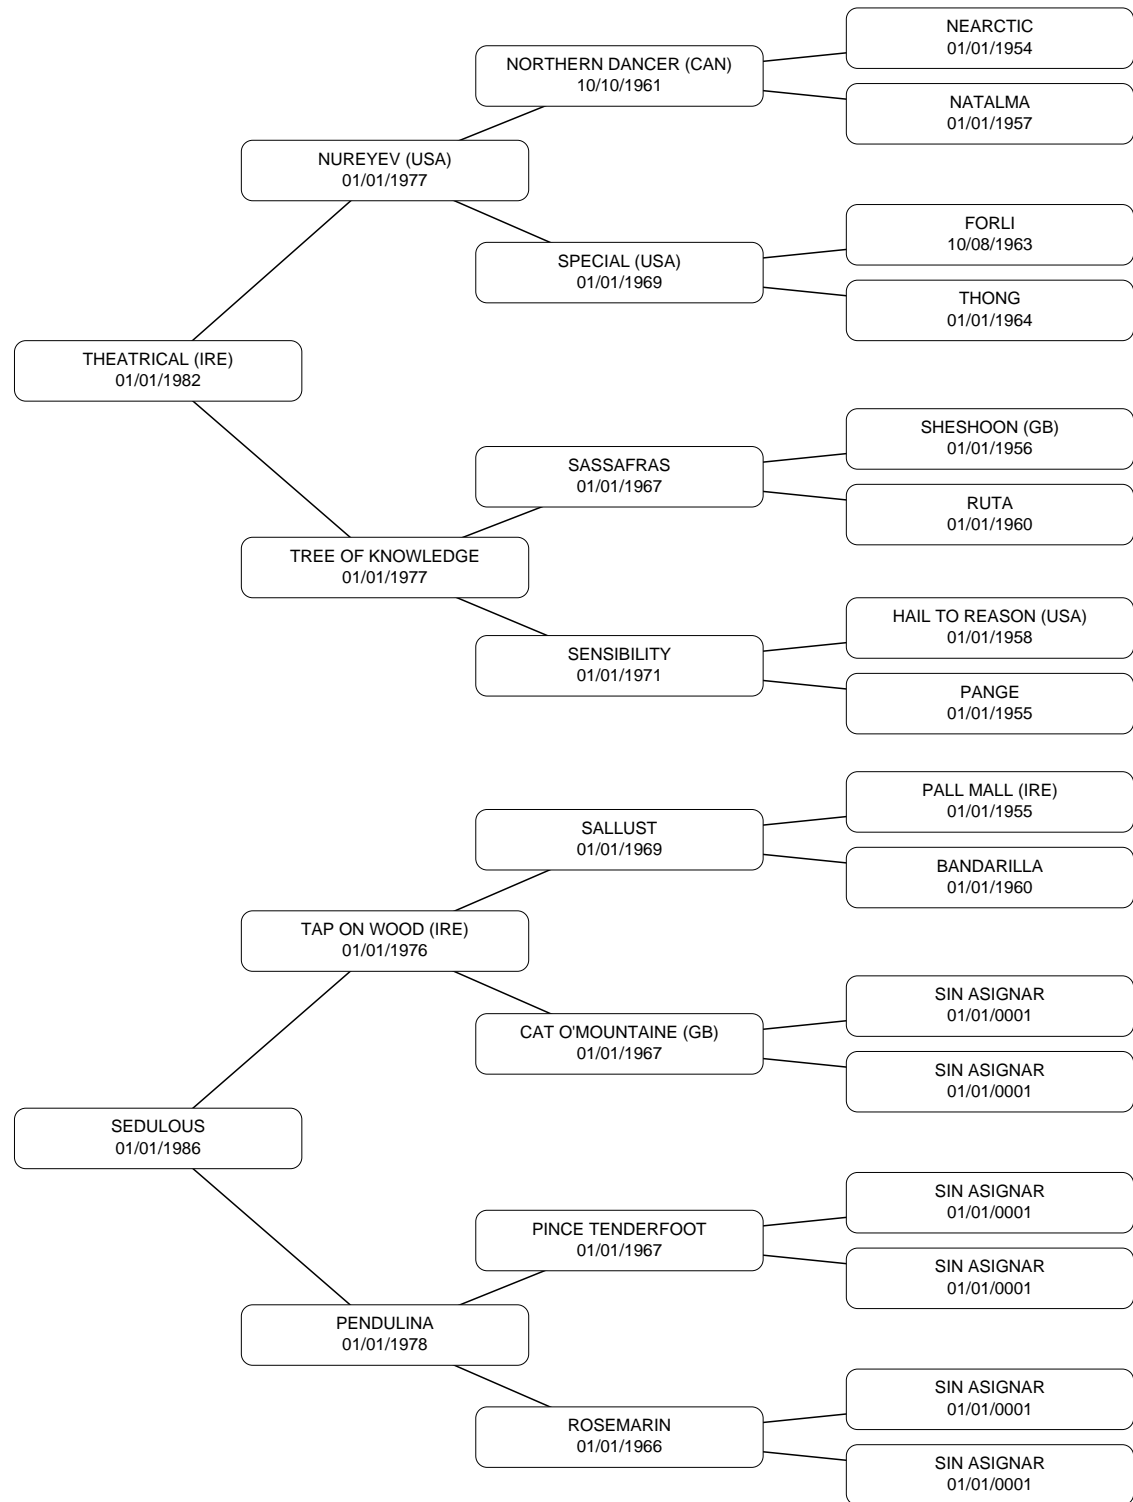 NEARCTIC
01/01/1954
NORTHERN DANCER (CAN)
10/10/1961
NATALMA
01/01/1957
NUREYEV (USA)
01/01/1977
FORLI
10/08/1963
SPECIAL (USA)
01/01/1969
THONG
01/01/1964
THEATRICAL (IRE)
01/01/1982
SHESHOON (GB)
01/01/1956
SASSAFRAS
01/01/1967
RUTA
01/01/1960
TREE OF KNOWLEDGE
01/01/1977
HAIL TO REASON (USA)
01/01/1958
SENSIBILITY
01/01/1971
PANGE
01/01/1955
PALL MALL (IRE)
01/01/1955
SALLUST
01/01/1969
BANDARILLA
01/01/1960
TAP ON WOOD (IRE)
01/01/1976
SIN ASIGNAR
01/01/0001
CAT O'MOUNTAINE (GB)
01/01/1967
SIN ASIGNAR
01/01/0001
SEDULOUS
01/01/1986
SIN ASIGNAR
01/01/0001
PINCE TENDERFOOT
01/01/1967
SIN ASIGNAR
01/01/0001
PENDULINA
01/01/1978
SIN ASIGNAR
01/01/0001
ROSEMARIN
01/01/1966
SIN ASIGNAR
01/01/0001